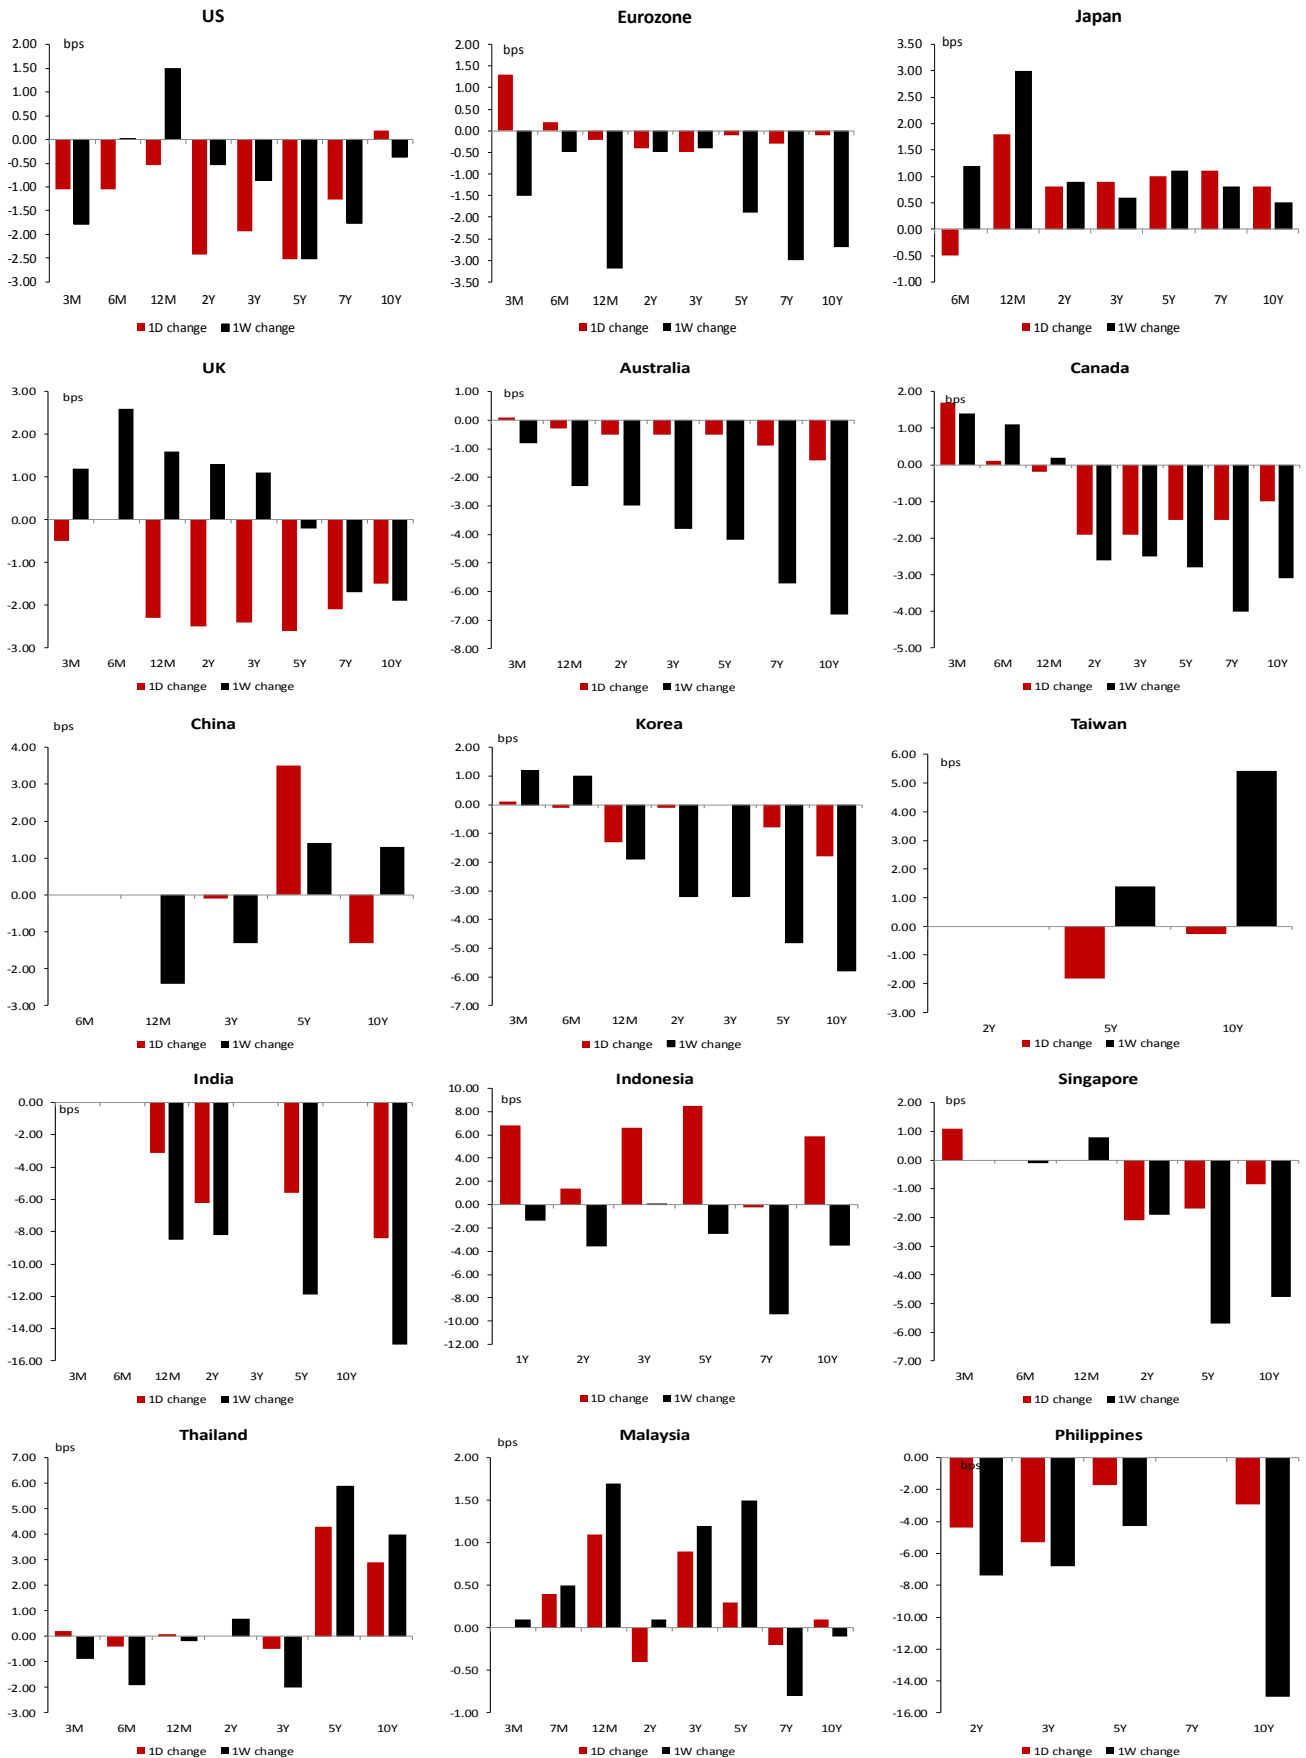 US
bps
2.00
1.50
1.00
0.50
0.00
-0.50
-1.00
-1.50
-2.00
-2.50
-3.00
3M 6M 12M 2Y 3Y 5Y 7Y 10Y
1D change 1W change
Eurozone
bps
2.00
1.50
1.00
0.50
0.00
-0.50
-1.00
-1.50
-2.00
-2.50
-3.00
-3.50
3M 6M 12M 2Y 3Y 5Y 7Y 10Y
1D change 1W change
Japan
bps
3.50
3.00
2.50
2.00
1.50
1.00
0.50
0.00
-0.50
-1.00
6M 12M 2Y 3Y 5Y 7Y 10Y
1D change 1W change
UK
bps
3.00
2.00
1.00
0.00
-1.00
-2.00
-3.00
3M 6M 12M 2Y 3Y 5Y 7Y 10Y
1D change 1W change
Australia
bps
1.00
0.00
-1.00
-2.00
-3.00
-4.00
-5.00
-6.00
-7.00
-8.00
3M 12M 2Y 3Y 5Y 7Y 10Y
1D change 1W change
Canada
bps
2.00
1.00
0.00
-1.00
-2.00
-3.00
-4.00
-5.00
3M 6M 12M 2Y 3Y 5Y 7Y 10Y
1D change 1W change
China
bps
4.00
3.00
2.00
1.00
0.00
-1.00
-2.00
-3.00
6M 12M 3Y 5Y 10Y
1D change 1W change
Korea
bps
2.00
1.00
0.00
-1.00
-2.00
-3.00
-4.00
-5.00
-6.00
-7.00
3M 6M 12M 2Y 3Y 5Y 10Y
1D change 1W change
Taiwan
bps
6.00
5.00
4.00
3.00
2.00
1.00
0.00
-1.00
-2.00
-3.00
2Y 5Y 10Y
1D change 1W change
India
bps
0.00
-2.00
-4.00
-6.00
-8.00
-10.00
-12.00
-14.00
-16.00
3M 6M 12M 2Y 3Y 5Y 10Y
1D change 1W change
Indonesia
bps
10.00
8.00
6.00
4.00
2.00
0.00
-2.00
-4.00
-6.00
-8.00
-10.00
-12.00
1Y 2Y 3Y 5Y 7Y 10Y
1D change 1W change
Singapore
bps
2.00
1.00
0.00
-1.00
-2.00
-3.00
-4.00
-5.00
-6.00
-7.00
3M 6M 12M 2Y 5Y 10Y
1D change 1W change
Thailand
bps
7.00
6.00
5.00
4.00
3.00
2.00
1.00
0.00
-1.00
-2.00
-3.00
3M 6M 12M 2Y 3Y 5Y 10Y
1D change 1W change
Malaysia
bps
2.00
1.50
1.00
0.50
0.00
-0.50
-1.00
3M 7M 12M 2Y 3Y 5Y 7Y 10Y
1D change 1W change
Philippines
bps
0.00
-2.00
-4.00
-6.00
-8.00
-10.00
-12.00
-14.00
-16.00
2Y 3Y 5Y 7Y 10Y
1D change 1W change